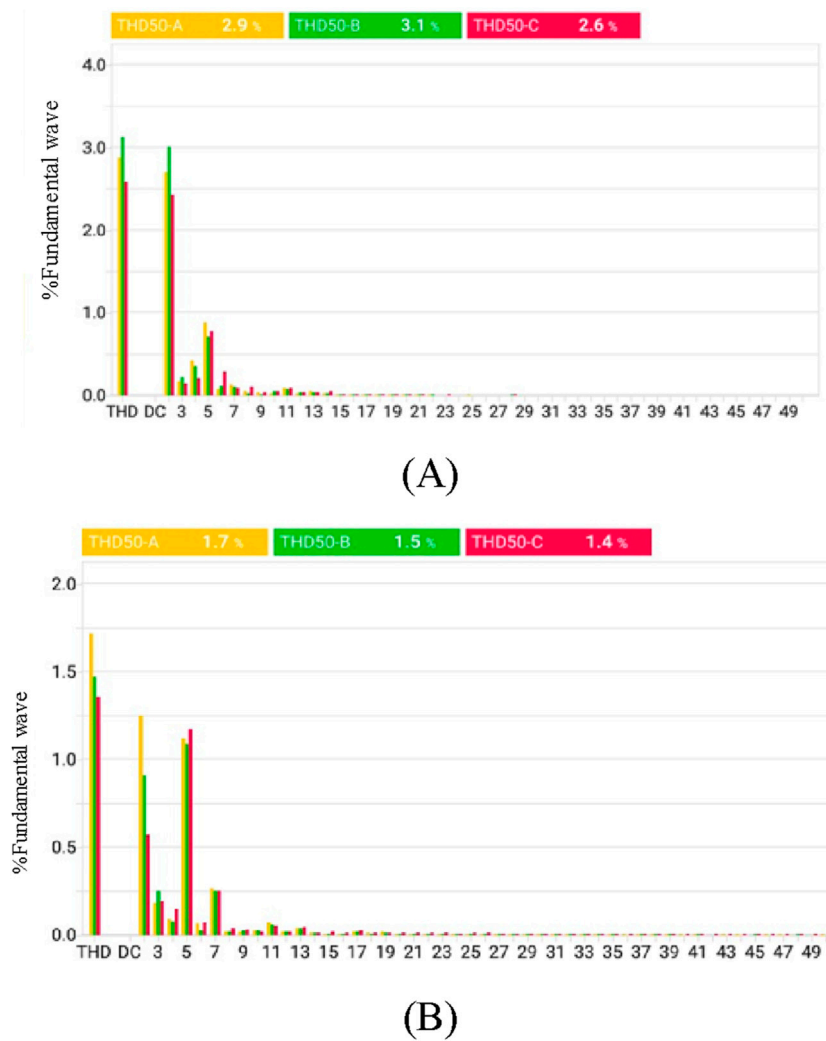 THD50-A 2.9 % THD50-B 3.1 % THD50-C 2.6 %
4.0
3.0
2.0
1.0
0.0
%Fundamental wave
THD DC 3 5 7 9 11 13 15 17 19 21 23 25 27 29 31 33 35 37 39 41 43 45 47 49
(A)
THD50-A 1.7 % THD50-B 1.5 % THD50-C 1.4 %
2.0
1.5
1.0
0.5
0.0
%Fundamental wave
THD DC 3 5 7 9 11 13 15 17 19 21 23 25 27 29 31 33 35 37 39 41 43 45 47 49
(B)